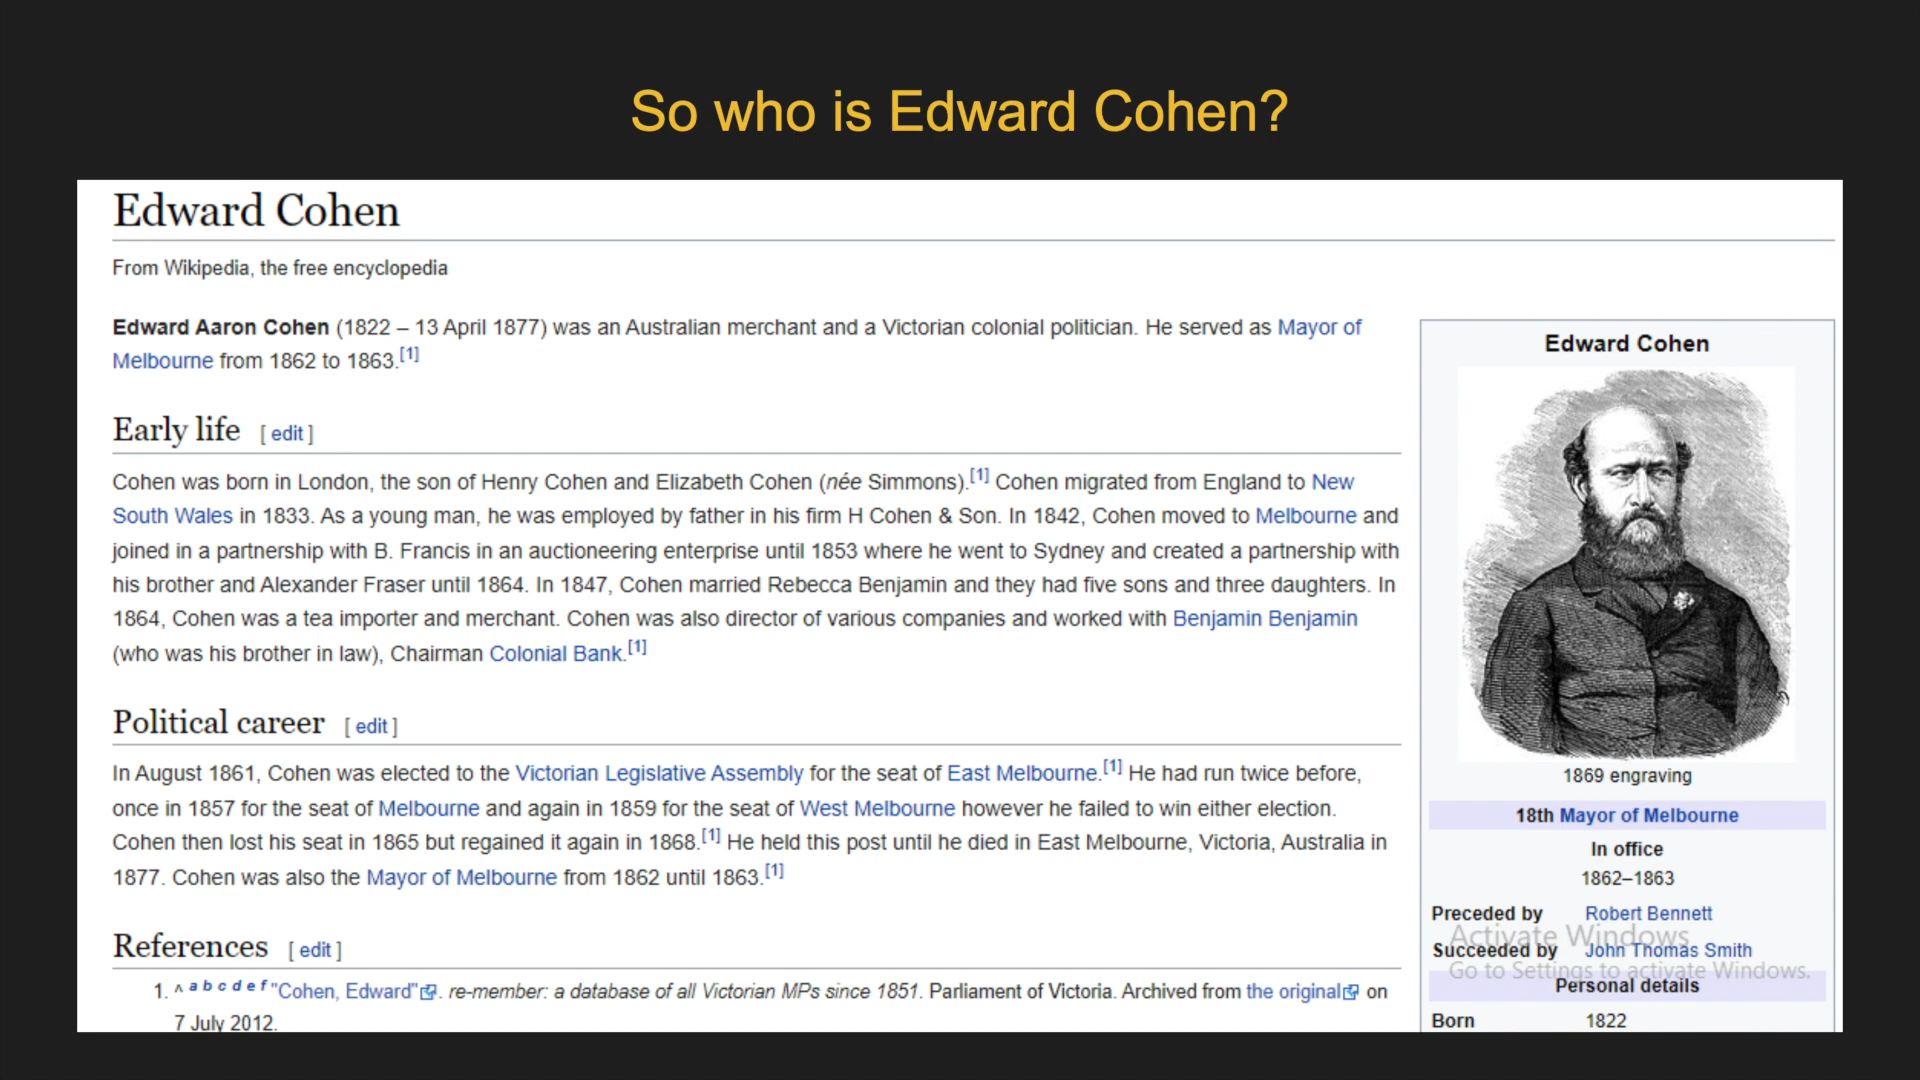 So who is Edward Cohen?
Edward Cohen
From Wikipedia, the free encyclopedia
Edward Aaron Cohen (1822 – 13 April 1877) was an Australian merchant and a Victorian colonial politician. He served as Mayor of
Melbourne from 1862 to 1863.[1]
Early life [ edit ]
Cohen was born in London, the son of Henry Cohen and Elizabeth Cohen (née Simmons).[1] Cohen migrated from England to New
South Wales in 1833. As a young man, he was employed by father in his firm H Cohen & Son. In 1842, Cohen moved to Melbourne and
joined in a partnership with B. Francis in an auctioneering enterprise until 1853 where he went to Sydney and created a partnership with
his brother and Alexander Fraser until 1864. In 1847, Cohen married Rebecca Benjamin and they had five sons and three daughters. In
1864, Cohen was a tea importer and merchant. Cohen was also director of various companies and worked with Benjamin Benjamin
(who was his brother in law), Chairman Colonial Bank.[1]
Political career [ edit ]
In August 1861, Cohen was elected to the Victorian Legislative Assembly for the seat of East Melbourne.[1] He had run twice before,
once in 1857 for the seat of Melbourne and again in 1859 for the seat of West Melbourne however he failed to win either election.
Cohen then lost his seat in 1865 but regained it again in 1868.[1] He held this post until he died in East Melbourne, Victoria, Australia in
1877. Cohen was also the Mayor of Melbourne from 1862 until 1863.[1]
References [ edit ]
1. ^ a b c d e f "Cohen, Edward". re-member: a database of all Victorian MPs since 1851. Parliament of Victoria. Archived from the original on
7 July 2012.
Edward Cohen
1869 engraving
18th Mayor of Melbourne
In office
1862–1863
Preceded by Robert Bennett
Succeeded by John Thomas Smith
Personal details
Born 1822
Activate Windows
Go to Settings to activate Windows.